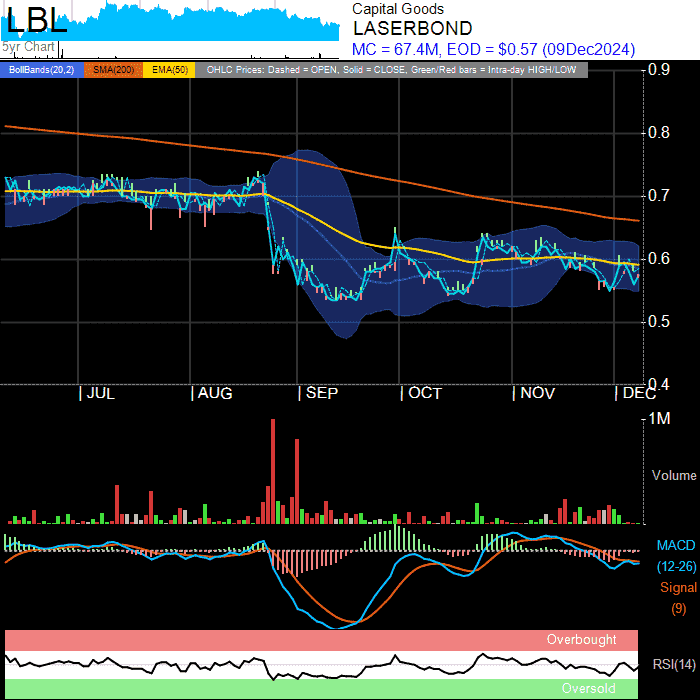 LBL
5yr Chart
Capital Goods
LASERBOND
MC = 67.4M, EOD = $0.57 (09Dec2024)
BollBands(20,2) SMA(200) EMA(50) OHLC Prices: Dashed = OPEN, Solid = CLOSE, Green/Red bars = Intra-day HIGH/LOW
0.9
0.8
0.7
0.6
0.5
0.4
| JUL | AUG | SEP | OCT | NOV | DEC
1M
Volume
MACD
(12-26)
Signal
(9)
Overbought
RSI(14)
Oversold